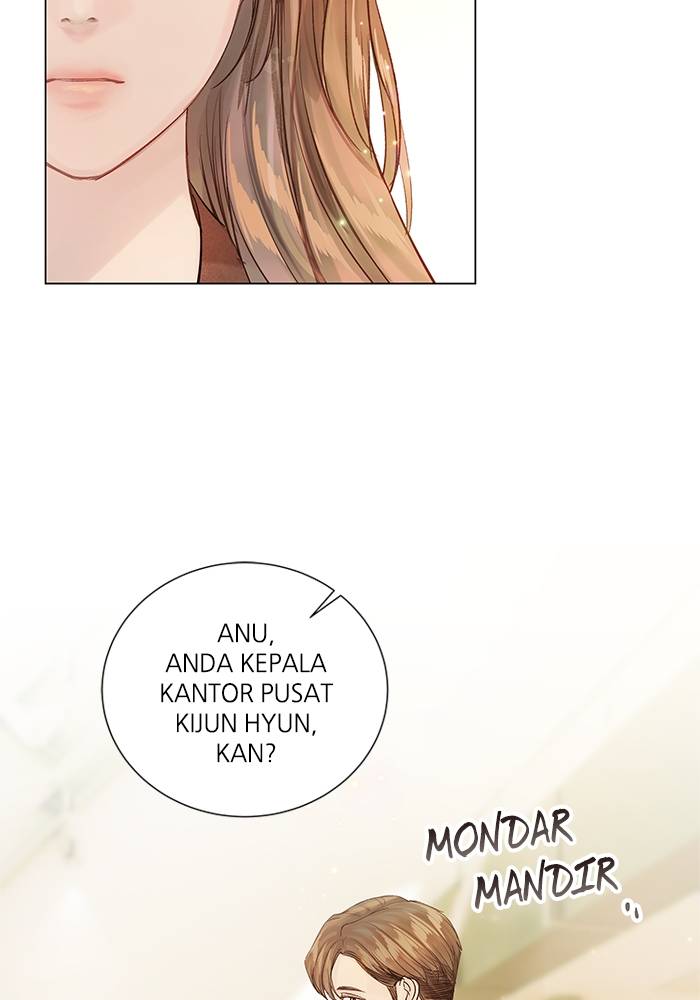 ANU,
ANDA KEPALA
KANTOR PUSAT
KIJUN HYUN,
KAN?
MONDAR
MANDIR